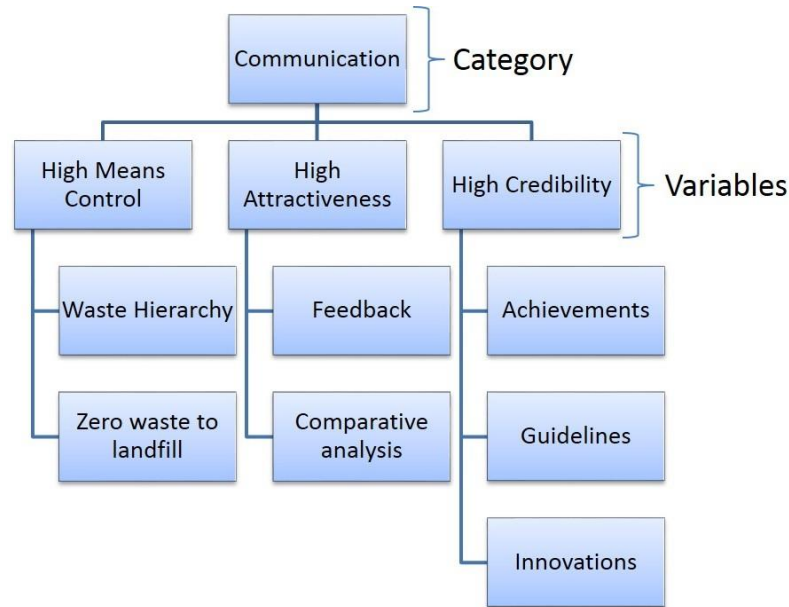 Communication
Category
High Means
Control
High
Attractiveness
High Credibility
Variables
Waste Hierarchy
Feedback
Achievements
Zero waste to
landfill
Comparative
analysis
Guidelines
Innovations